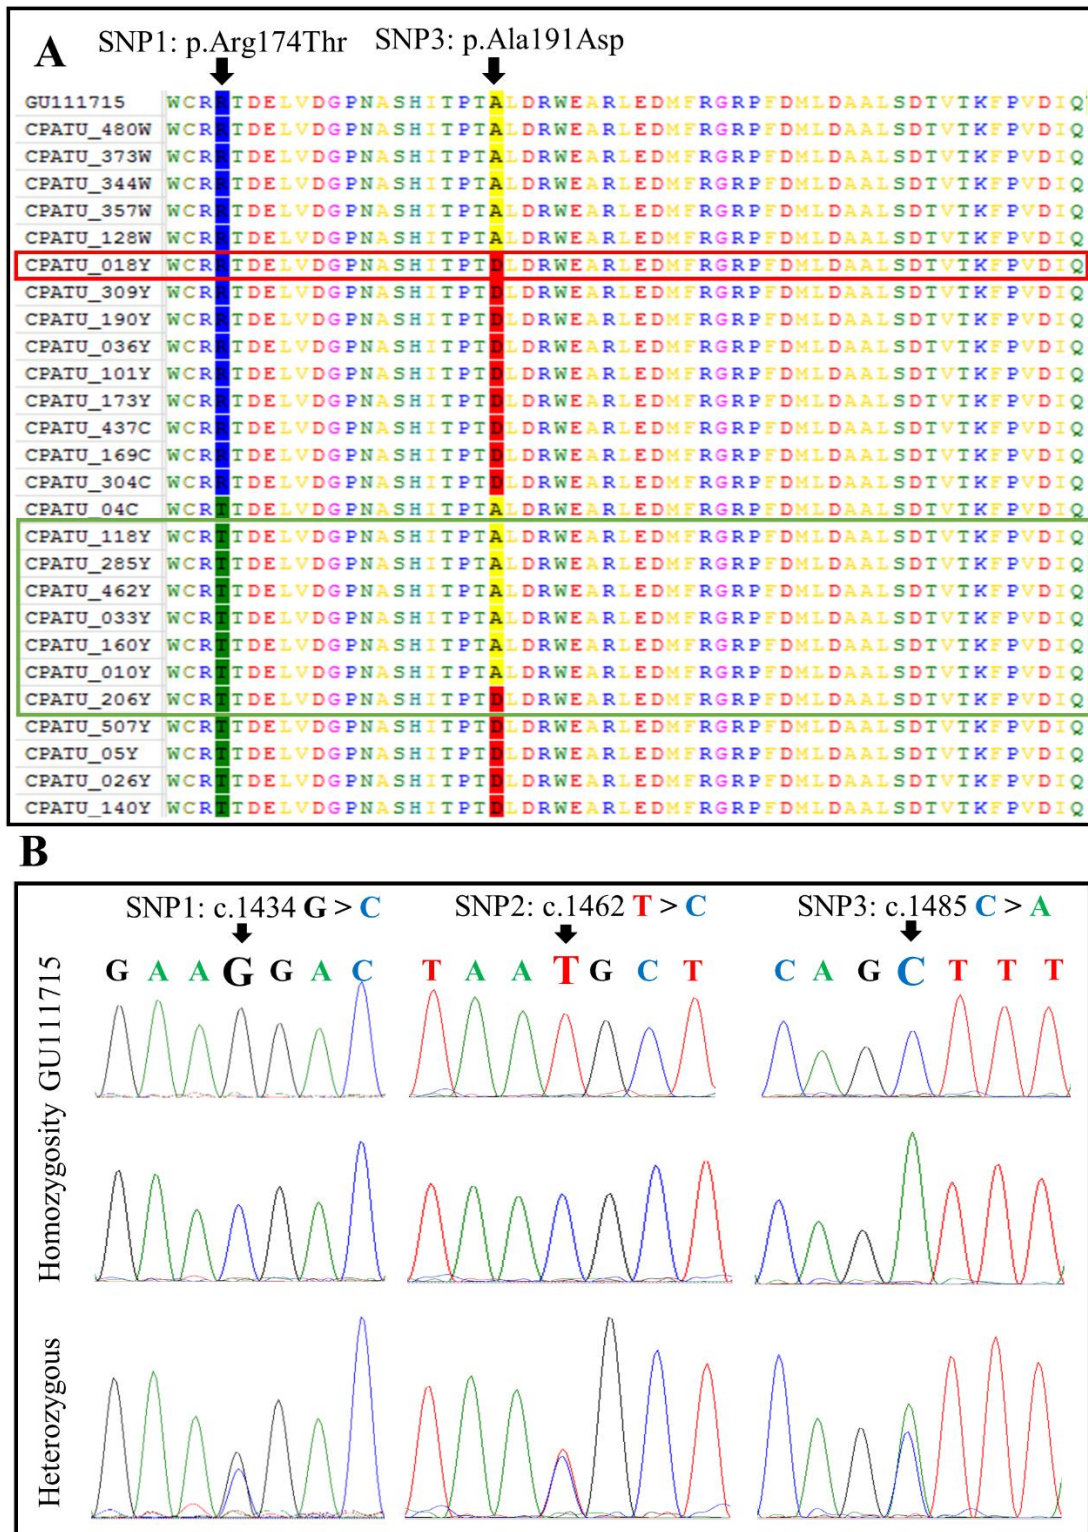 A
SNP1: p.Arg174Thr SNP3: p.Ala191Asp
GU111715 WCRRTDELVDGPNASHITPTALDRWEARLEDMFRGRPFDMLDAALSDTVTKFPVDIQ
CPATU_480W WCRRTDELVDGPNASHITPTALDRWEARLEDMFRGRPFDMLDAALSDTVTKFPVDIQ
CPATU_373W WCRRTDELVDGPNASHITPTALDRWEARLEDMFRGRPFDMLDAALSDTVTKFPVDIQ
CPATU_344W WCRRTDELVDGPNASHITPTALDRWEARLEDMFRGRPFDMLDAALSDTVTKFPVDIQ
CPATU_357W WCRRTDELVDGPNASHITPTALDRWEARLEDMFRGRPFDMLDAALSDTVTKFPVDIQ
CPATU_128W WCRRTDELVDGPNASHITPTALDRWEARLEDMFRGRPFDMLDAALSDTVTKFPVDIQ
CPATU_018Y WCRRTDELVDGPNASHITPTDLDRWEARLEDMFRGRPFDMLDAALSDTVTKFPVDIQ
CPATU_309Y WCRRTDELVDGPNASHITPTDLDRWEARLEDMFRGRPFDMLDAALSDTVTKFPVDIQ
CPATU_190Y WCRRTDELVDGPNASHITPTDLDRWEARLEDMFRGRPFDMLDAALSDTVTKFPVDIQ
CPATU_036Y WCRRTDELVDGPNASHITPTDLDRWEARLEDMFRGRPFDMLDAALSDTVTKFPVDIQ
CPATU_101Y WCRRTDELVDGPNASHITPTDLDRWEARLEDMFRGRPFDMLDAALSDTVTKFPVDIQ
CPATU_173Y WCRRTDELVDGPNASHITPTDLDRWEARLEDMFRGRPFDMLDAALSDTVTKFPVDIQ
CPATU_437C WCRRTDELVDGPNASHITPTDLDRWEARLEDMFRGRPFDMLDAALSDTVTKFPVDIQ
CPATU_169C WCRRTDELVDGPNASHITPTDLDRWEARLEDMFRGRPFDMLDAALSDTVTKFPVDIQ
CPATU_304C WCRRTDELVDGPNASHITPTDLDRWEARLEDMFRGRPFDMLDAALSDTVTKFPVDIQ
CPATU_04C WCRTTDELVDGPNASHITPTALDRWEARLEDMFRGRPFDMLDAALSDTVTKFPVDIQ
CPATU_118Y WCRTTDELVDGPNASHITPTALDRWEARLEDMFRGRPFDMLDAALSDTVTKFPVDIQ
CPATU_285Y WCRTTDELVDGPNASHITPTALDRWEARLEDMFRGRPFDMLDAALSDTVTKFPVDIQ
CPATU_462Y WCRTTDELVDGPNASHITPTALDRWEARLEDMFRGRPFDMLDAALSDTVTKFPVDIQ
CPATU_033Y WCRTTDELVDGPNASHITPTALDRWEARLEDMFRGRPFDMLDAALSDTVTKFPVDIQ
CPATU_160Y WCRTTDELVDGPNASHITPTALDRWEARLEDMFRGRPFDMLDAALSDTVTKFPVDIQ
CPATU_010Y WCRTTDELVDGPNASHITPTALDRWEARLEDMFRGRPFDMLDAALSDTVTKFPVDIQ
CPATU_206Y WCRTTDELVDGPNASHITPTDLDRWEARLEDMFRGRPFDMLDAALSDTVTKFPVDIQ
CPATU_507Y WCRTTDELVDGPNASHITPTDLDRWEARLEDMFRGRPFDMLDAALSDTVTKFPVDIQ
CPATU_05Y WCRTTDELVDGPNASHITPTDLDRWEARLEDMFRGRPFDMLDAALSDTVTKFPVDIQ
CPATU_026Y WCRTTDELVDGPNASHITPTDLDRWEARLEDMFRGRPFDMLDAALSDTVTKFPVDIQ
CPATU_140Y WCRTTDELVDGPNASHITPTDLDRWEARLEDMFRGRPFDMLDAALSDTVTKFPVDIQ
B
SNP1: c.1434 G > C SNP2: c.1462 T > C SNP3: c.1485 C > A
G A A G G A C T A A T G C T C A G C T T T
GU111715
Homozygosity
Heterozygous